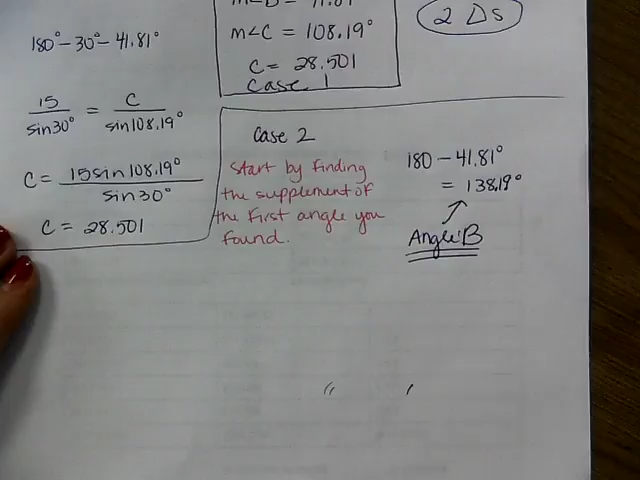 180° - 30° - 41.81°
15/sin30° = C/sin108.19°
C = 15sin108.19°/sin30°
C = 28.501
m<C = 108.19°
C = 28.501
Case 1
2 Δs
Case 2
Start by finding
the supplement of
the first angle you
found.
180 - 41.81°
= 138.19°
Angle B